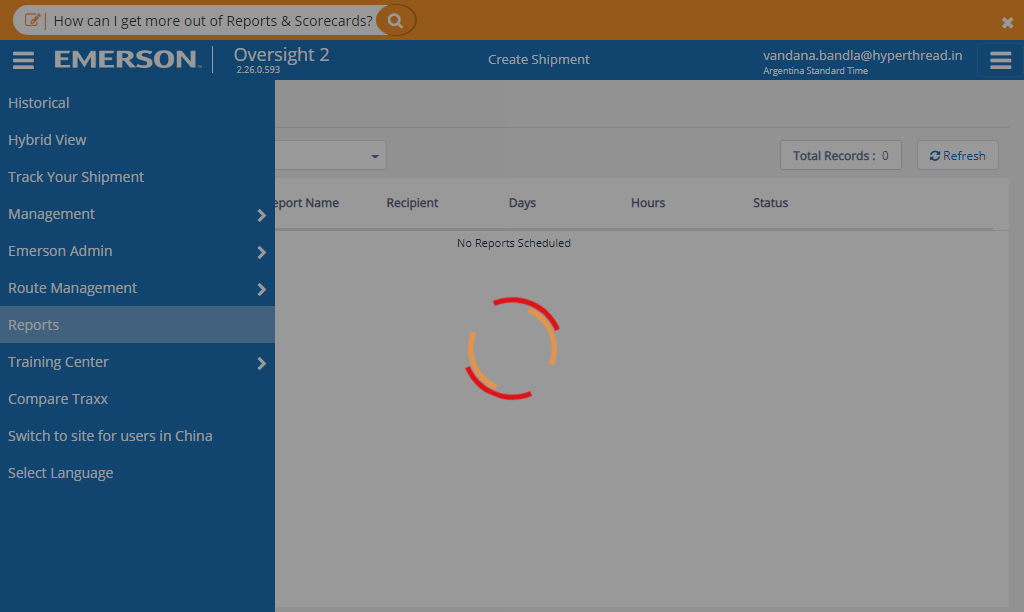 How can I get more out of Reports & Scorecards?
EMERSON
Oversight 2
2.26.0.593
Create Shipment
vandana.bandla@hyperthread.in
Argentina Standard Time
Historical
Hybrid View
Track Your Shipment
Management
Emerson Admin
Route Management
Reports
Training Center
Compare Traxx
Switch to site for users in China
Select Language
Total Records : 0
Refresh
eport Name Recipient Days Hours Status
No Reports Scheduled